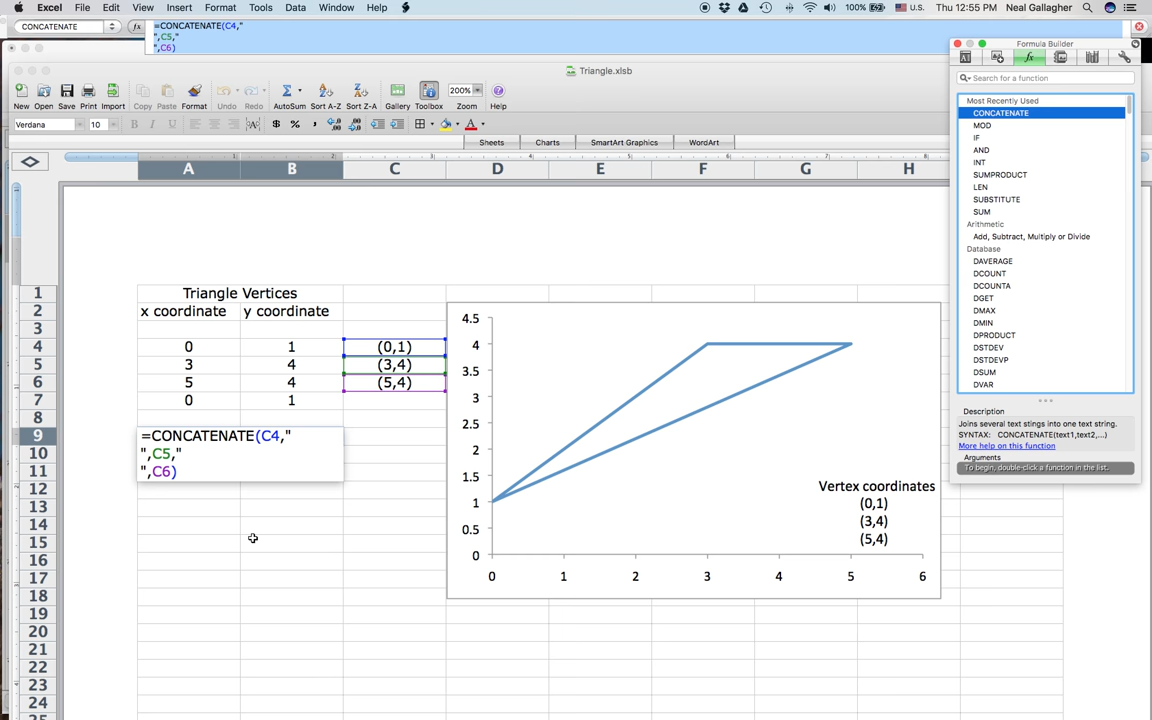 Excel File Edit View Insert Format Tools Data Window Help 100% U.S. Thu 12:55 PM Neal Gallagher
CONCATENATE fx =CONCATENATE(C4,"
",C5,"
",C6)
Formula Builder
Triangle.xlsb
fx
Search for a function
New Open Save Print Import Copy Paste Format Undo Redo AutoSum Sort A-Z Sort Z-A Gallery Toolbox Zoom Help
200%
Verdana 10 B I U $ % , A
Sheets Charts SmartArt Graphics WordArt
Most Recently Used
CONCATENATE
MOD
IF
AND
INT
SUMPRODUCT
LEN
SUBSTITUTE
SUM
Arithmetic
Add, Subtract, Multiply or Divide
Database
DAVERAGE
DCOUNT
DCOUNTA
DGET
DMAX
DMIN
DPRODUCT
DSTDEV
DSTDEVP
DSUM
DVAR
Description
Joins several text stings into one text string.
SYNTAX: CONCATENATE(text1,text2,...)
More help on this function
Arguments
To begin, double-click a function in the list.
A B C D E F G H
1 Triangle Vertices
2 x coordinate y coordinate
3
4 0 1 (0,1)
5 3 4 (3,4)
6 5 4 (5,4)
7 0 1
8
9 =CONCATENATE(C4,"
10 ",C5,"
11 ",C6)
12
13
14
15
16
17
18
19
20
21
22
23
24
4.5
4
3.5
3
2.5
2
1.5
1
0.5
0
0 1 2 3 4 5 6
Vertex coordinates
(0,1)
(3,4)
(5,4)